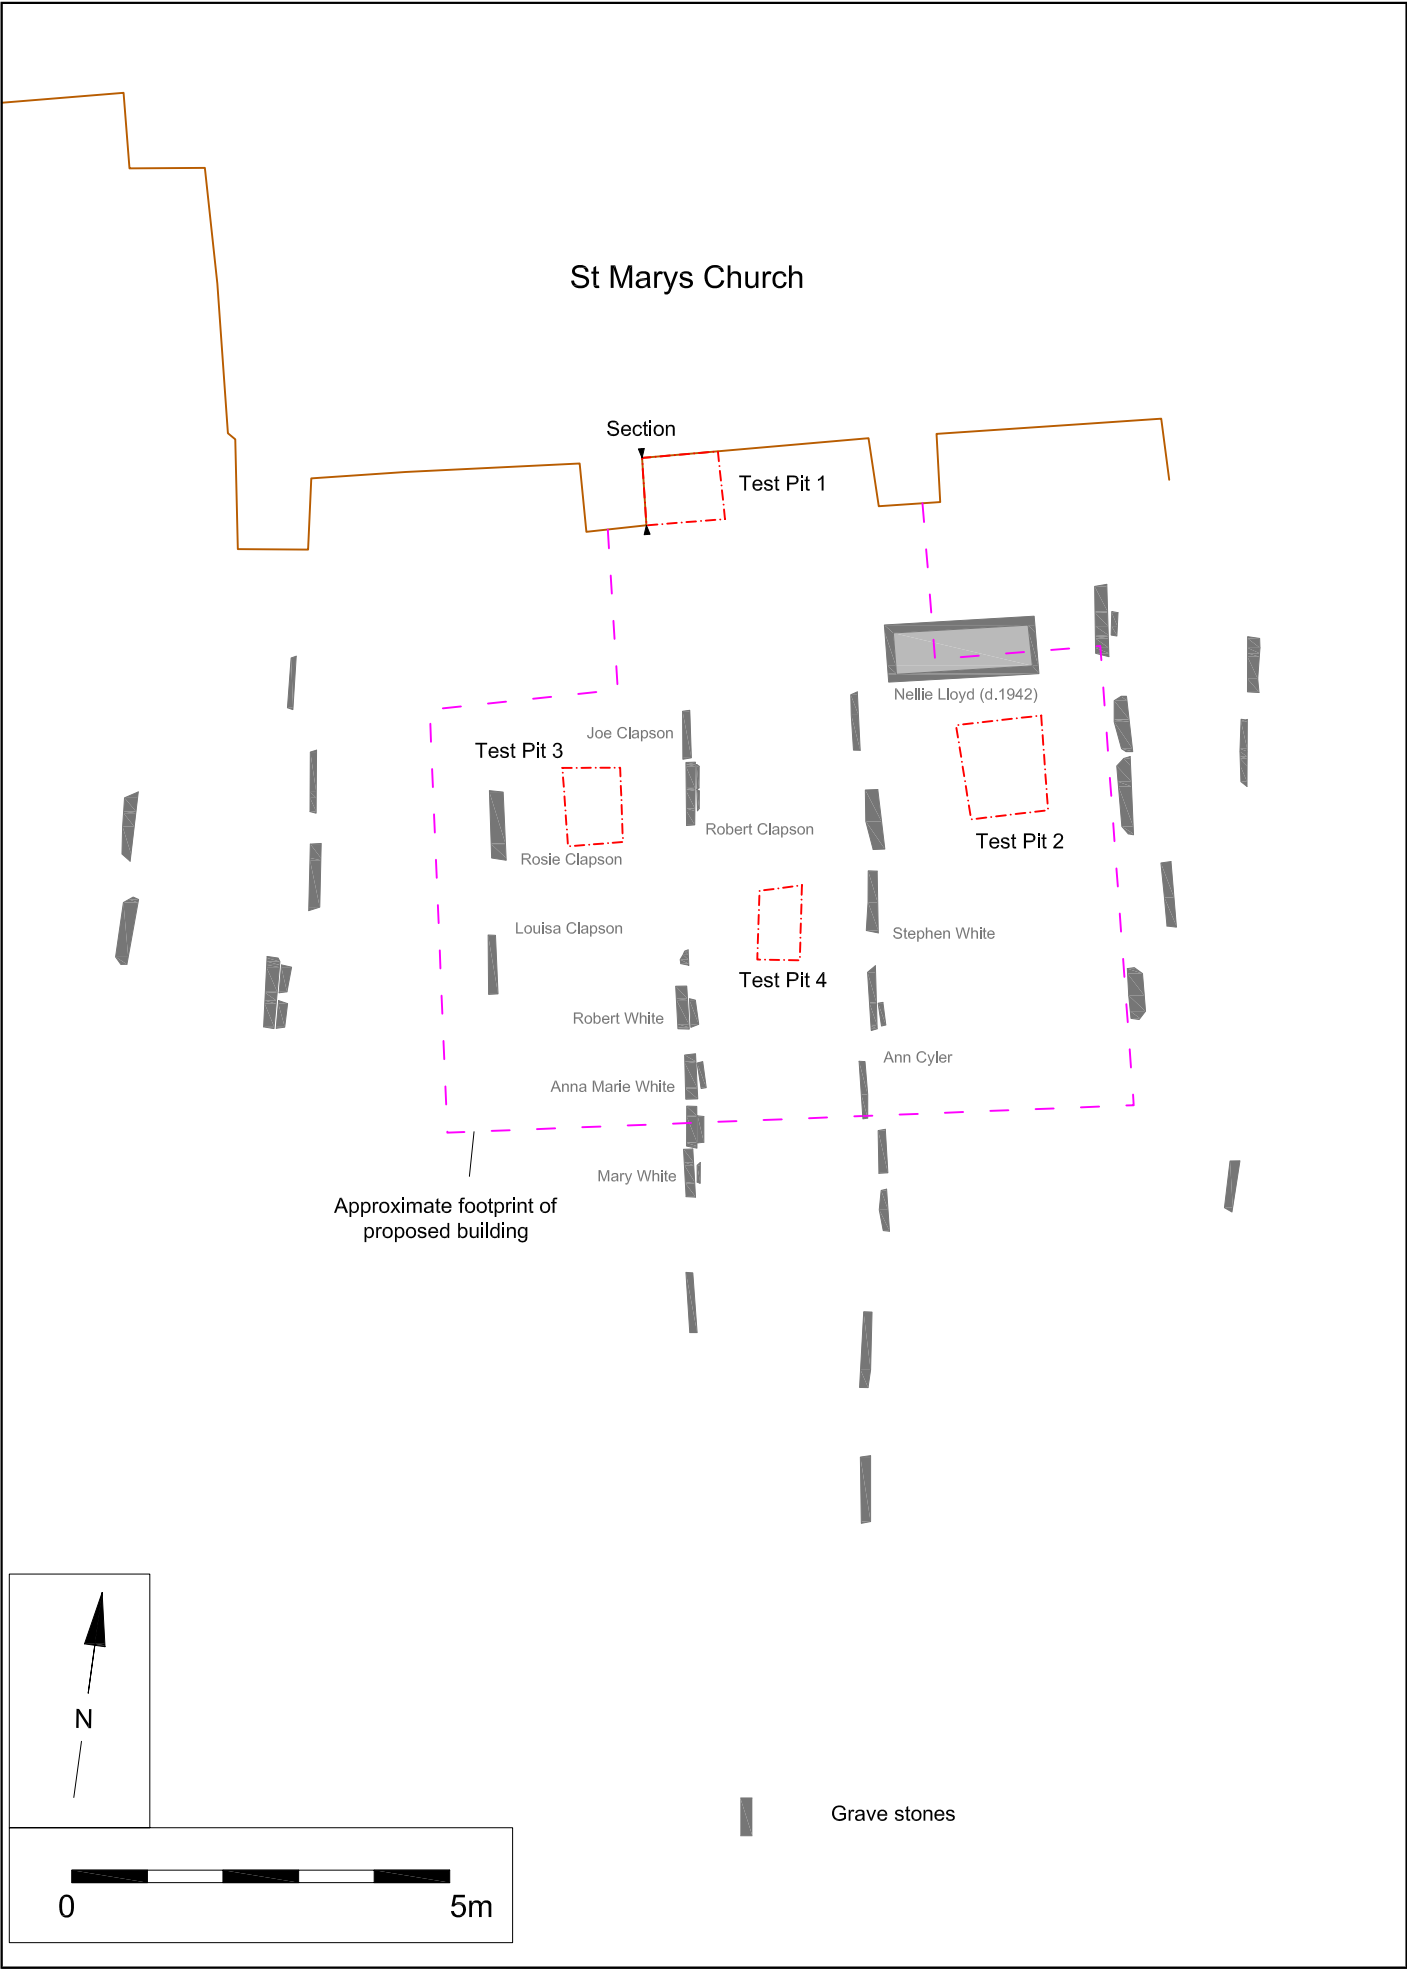 St Marys Church
Section
Test Pit 1
Nellie Lloyd (d.1942)
Joe Clapson
Test Pit 3
Robert Clapson
Test Pit 2
Rosie Clapson
Louisa Clapson
Stephen White
Test Pit 4
Robert White
Ann Cyler
Anna Marie White
Mary White
Approximate footprint of
proposed building
N
Grave stones
0
5m